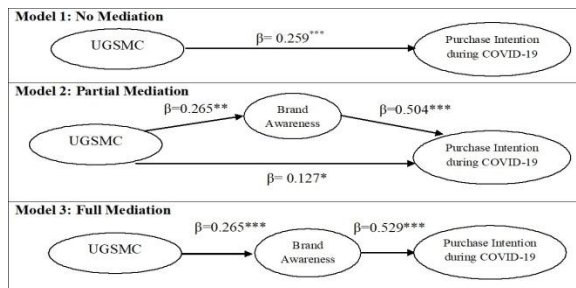 Model 1: No Mediation
UGSMC
β= 0.259***
Purchase Intention
during COVID-19
Model 2: Partial Mediation
β=0.265**
Brand
Awareness
β=0.504***
UGSMC
Purchase Intention
during COVID-19
β= 0.127*
Model 3: Full Mediation
UGSMC
β=0.265***
Brand
Awareness
β=0.529***
Purchase Intention
during COVID-19